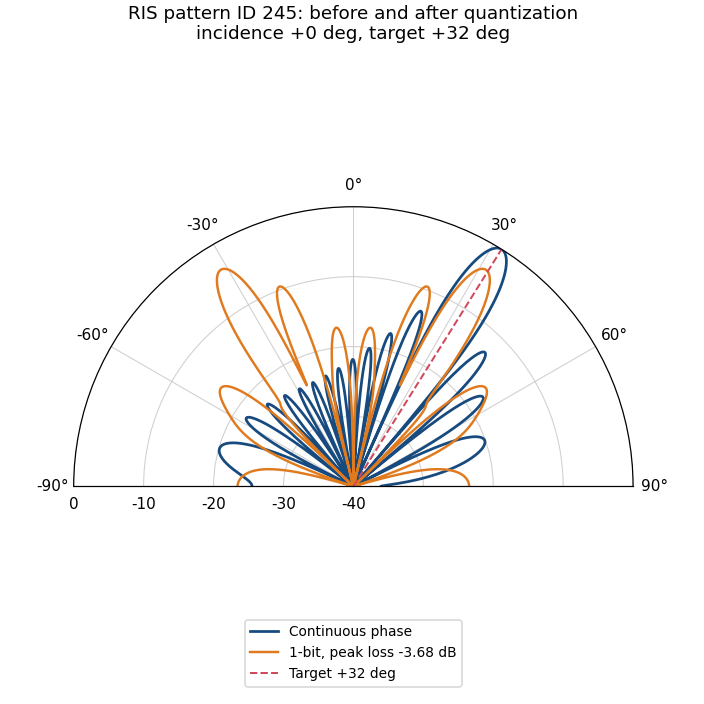 RIS pattern ID 245: before and after quantization
incidence +0 deg, target +32 deg
0°
-30°
30°
-60°
60°
-90°
90°
0
-10
-20
-30
-40
Continuous phase
1-bit, peak loss -3.68 dB
Target +32 deg